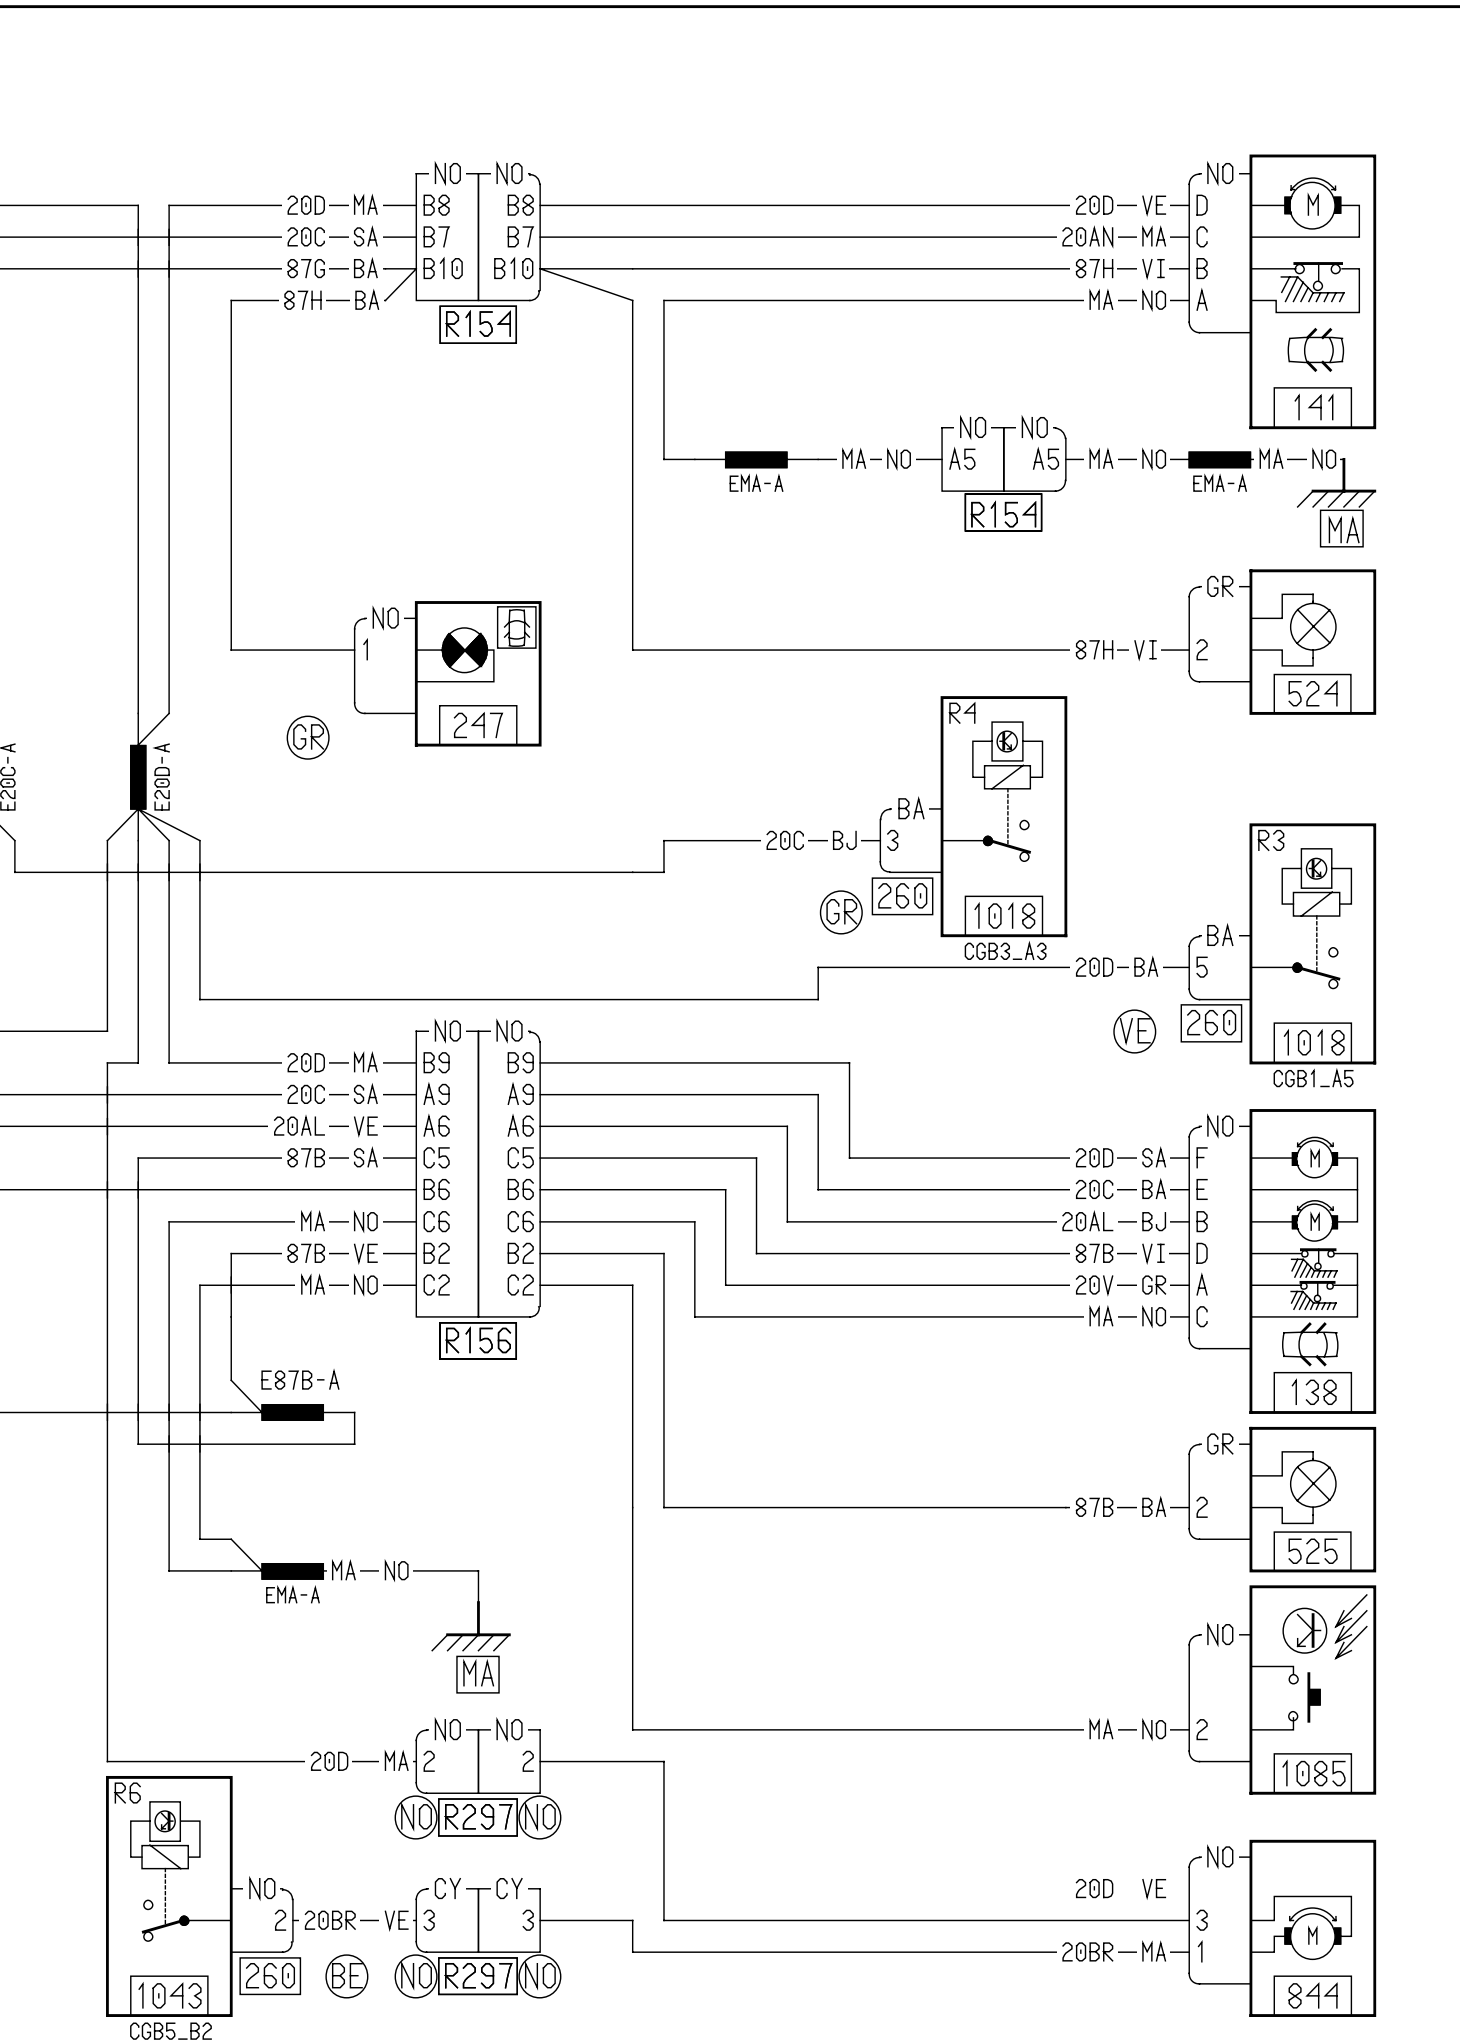 NO NO NO
20D MA B8 B8 20D VE D M
20C SA B7 B7 20AN MA C
87G BA B10 B10 87H VI B
87H BA MA NO A
R154
141
NO NO
MA NO A5 A5 MA NO MA NO
EMA-A EMA-A
R154 MA
GR
NO
1 87H VI 2
524
247
R4
GR
E20C-A E20D-A
BA
20C BJ 3 R3
260
GR 1018
CGB3_A3
BA
20D BA 5
VE 260
NO NO 1018
20D MA B9 B9
CGB1_A5
20C SA A9 A9
20AL VE A6 A6 NO
87B SA C5 C5 20D SA F M
B6 B6 20C BA E
MA NO C6 C6 20AL BJ B M
87B VE B2 B2 87B VI D
MA NO C2 C2 20V GR A
MA NO C
R156
E87B-A 138
GR
87B BA 2
525
MA NO
EMA-A
NO
MA
NO NO MA NO 2
20D MA 2 2
1085
R6
NO R297 NO
NO
NO CY CY 20D VE
2 20BR VE 3 3 3
20BR MA 1 M
260 BE NO R297 NO
1043 844
CGB5_B2